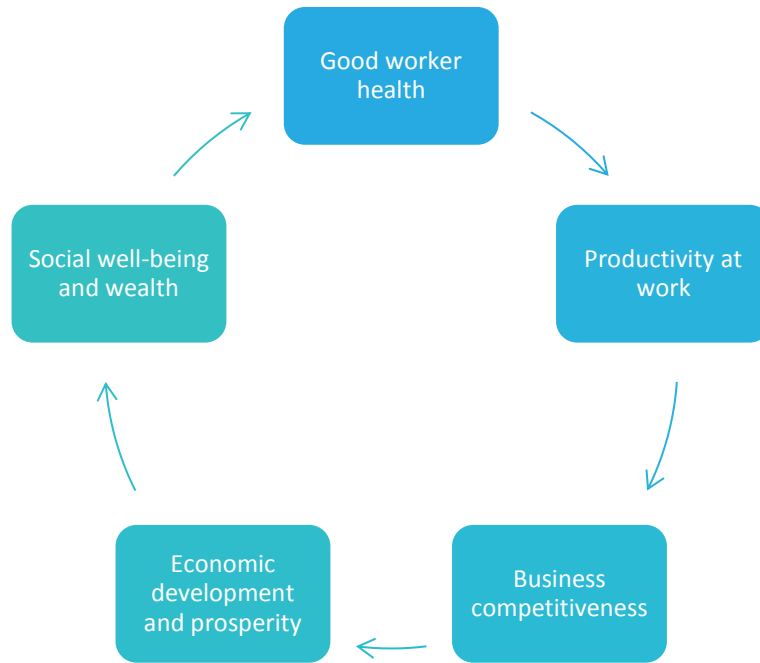 Good worker
health
Productivity at
work
Business
competitiveness
Economic
development
and prosperity
Social well-being
and wealth